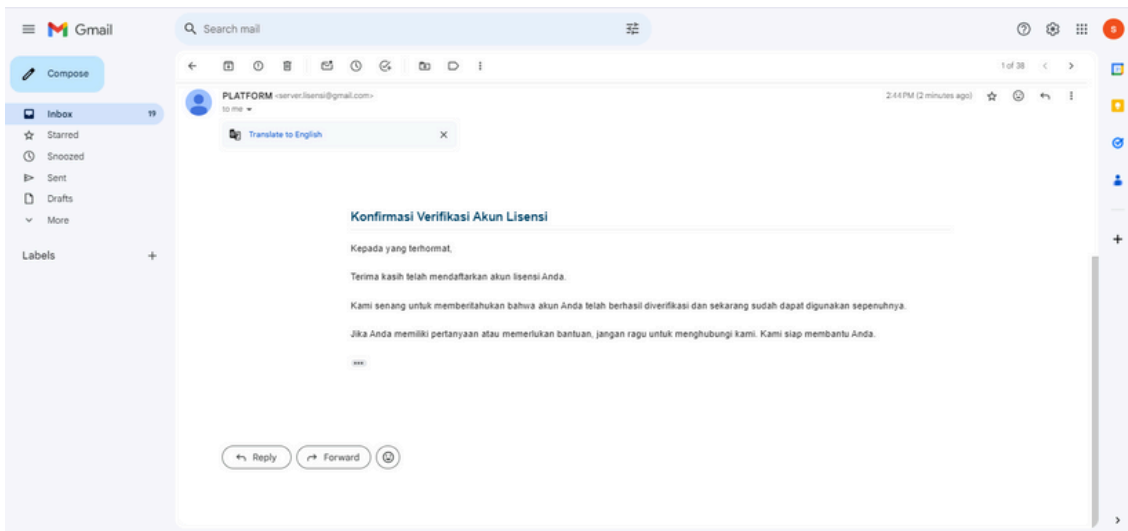 Gmail
Search mail
S
Compose
1 of 38
Inbox 19
Starred
Snoozed
Sent
Drafts
More
Labels
PLATFORM <server.lisensi@gmail.com>
2:44 PM (2 minutes ago)
to me
Translate to English
Konfirmasi Verifikasi Akun Lisensi
Kepada yang terhormat,
Terima kasih telah mendaftarkan akun lisensi Anda.
Kami senang untuk memberitahukan bahwa akun Anda telah berhasil diverifikasi dan sekarang sudah dapat digunakan sepenuhnya.
Jika Anda memiliki pertanyaan atau memerlukan bantuan, jangan ragu untuk menghubungi kami. Kami siap membantu Anda.
Reply
Forward